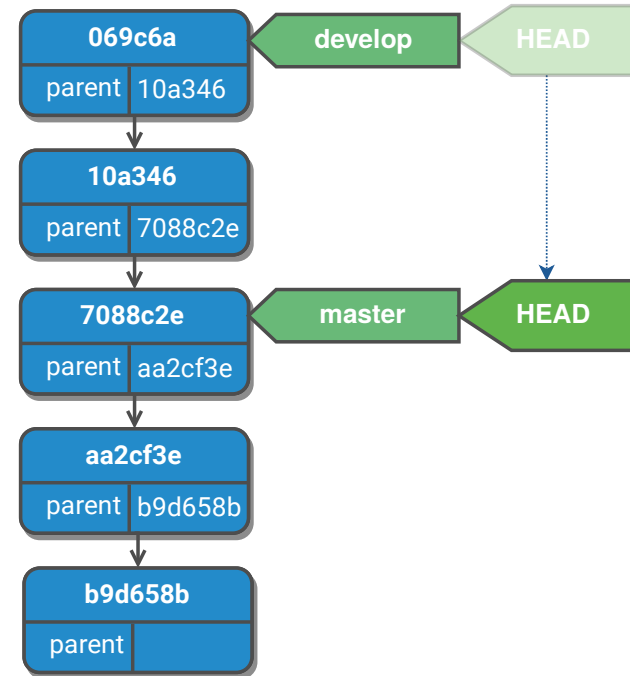 069c6a develop HEAD
parent 10a346
10a346
parent 7088c2e
7088c2e master HEAD
parent aa2cf3e
aa2cf3e
parent b9d658b
b9d658b
parent